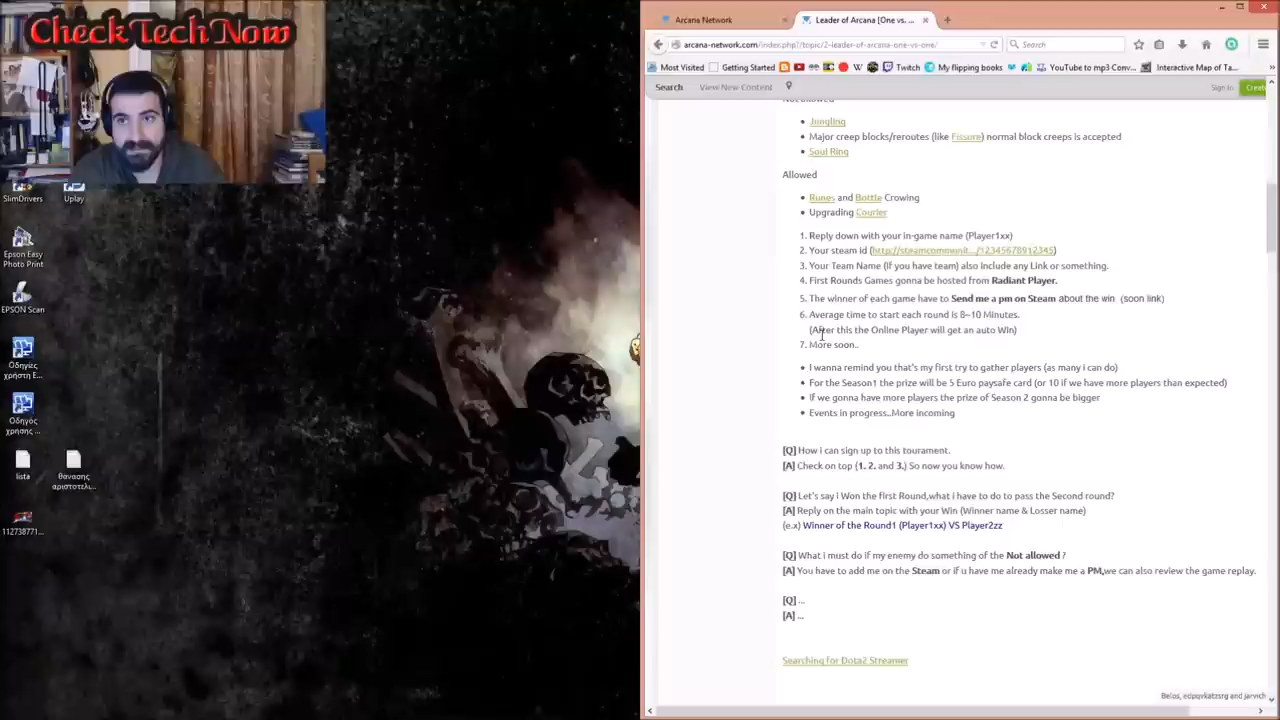 CheckTechNow
SlimDrivers
Uplay
Epson Easy
Photo Print
EPSON Scan
Οδηγίες
χρήση E...
Οδηγός
χρήσης...
lista
θάνασης
αριστοτελι...
112738771...
Arcana Network
Leader of Arcana [One vs. ...
arcana-network.com/index.php/topic/2-leader-of-arcana-one-vs-one/
Search
Most Visited
Getting Started
Twitch
My flipping books
YouTube to mp3 Conv...
Interactive Map of Ta...
Search
View New Content
Sign In
Creat
Not Allowed
Jungling
Major creep blocks/reroutes (like Fissure) normal block creeps is accepted
Soul Ring
Allowed
Runes and Bottle Crowing
Upgrading Courier
1. Reply down with your in-game name (Player1xx)
2. Your steam id (http://steamcommunit.../12345678912345)
3. Your Team Name (If you have team) also include any Link or something.
4. First Rounds Games gonna be hosted from Radiant Player.
5. The winner of each game have to Send me a pm on Steam about the win (soon link)
6. Average time to start each round is 8~10 Minutes.
(After this the Online Player will get an auto Win)
7. More soon..
I wanna remind you that's my first try to gather players (as many i can do)
For the Season1 the prize will be 5 Euro paysafe card (or 10 if we have more players than expected)
If we gonna have more players the prize of Season 2 gonna be bigger
Events in progress..More incoming
[Q] How i can sign up to this tourament.
[A] Check on top (1. 2. and 3.) So now you know how.
[Q] Let's say i Won the first Round,what i have to do to pass the Second round?
[A] Reply on the main topic with your Win (Winner name & Losser name)
(e.x) Winner of the Round1 (Player1xx) VS Player2zz
[Q] What i must do if my enemy do something of the Not allowed ?
[A] You have to add me on the Steam or if u have me already make me a PM,we can also review the game replay.
[Q] ...
[A] ...
Searching for Dota2 Streamer